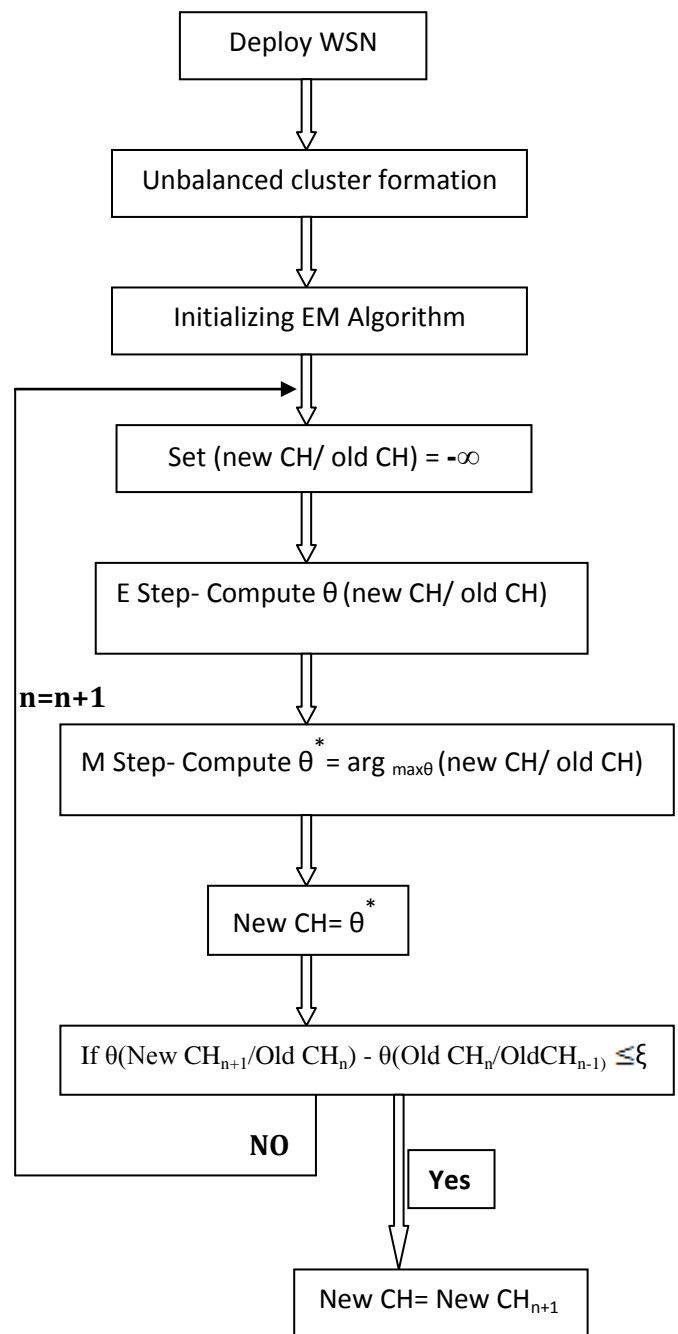 Deploy WSN
Unbalanced cluster formation
Initializing EM Algorithm
Set (new CH/ old CH) = -∞
E Step- Compute θ (new CH/ old CH)
n=n+1
M Step- Compute θ* = arg maxθ (new CH/ old CH)
New CH= θ*
If θ(New CHn+1/Old CHn) - θ(Old CHn/OldCHn-1) ≤ξ
NO
Yes
New CH= New CHn+1